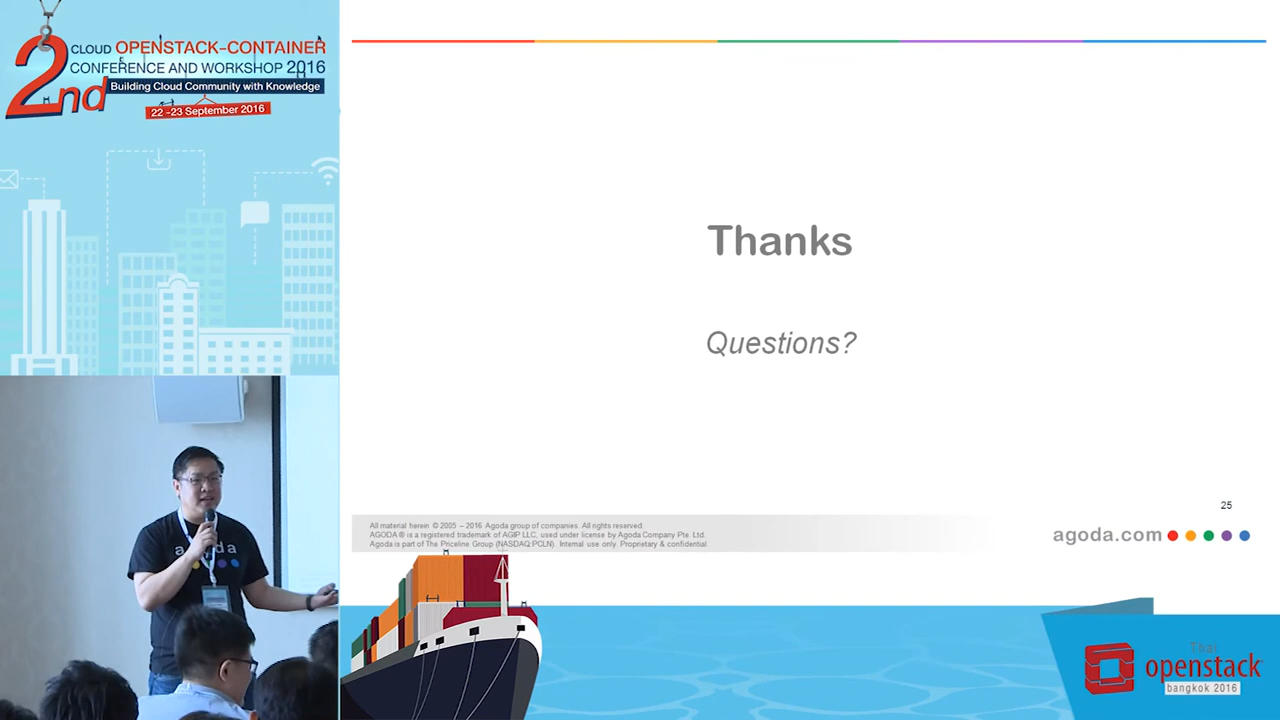 2nd
CLOUD OPENSTACK-CONTAINER
CONFERENCE AND WORKSHOP 2016
Building Cloud Community with Knowledge
22 -23 September 2016
Thanks
Questions?
25
All material herein © 2005 – 2016 Agoda group of companies. All rights reserved.
AGODA ® is a registered trademark of AGIP LLC, used under license by Agoda Company Pte. Ltd.
Agoda is part of The Priceline Group (NASDAQ:PCLN). Internal use only. Proprietary & confidential.
agoda.com
agoda
Thai
openstack
bangkok 2016